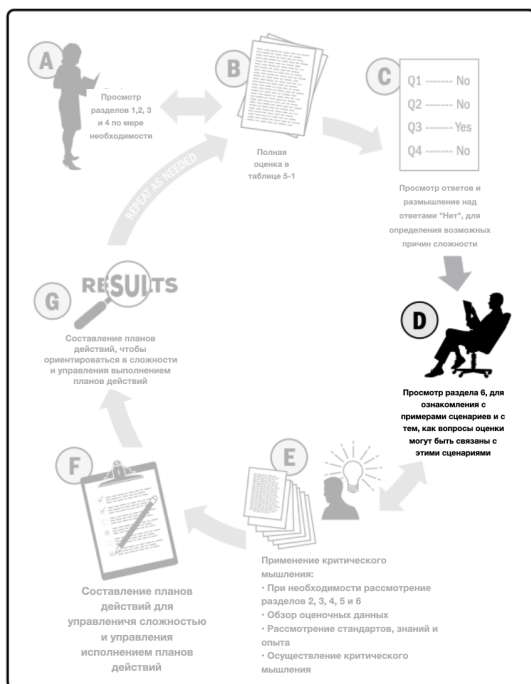 A
Просмотр
разделов 1,2, 3
и 4 по мере
необходимости
B
Полная
оценка в
таблице 5-1
C
Q1 -------- No
Q2 -------- No
Q3 -------- Yes
Q4 -------- No
Просмотр ответов и
размышление над
ответами "Нет", для
определения возможных
причин сложности
D
Просмотр раздела 6, для
ознакомления с
примерами сценариев и с
тем, как вопросы оценки
могут быть связаны с
этими сценариями
E
Применение критического
мышления:
• При необходимости рассмотрение
разделов 2, 3, 4, 5 и 6
• Обзор оценочных данных
• Рассмотрение стандартов, знаний и
опыта
• Осуществление критического
мышления
F
Составление планов
действий для
управленичя сложностью
и управления
исполнением планов
действий
G
RESULTS
Составление планов
действий, чтобы
ориентироваться в сложности
и управления выполнением
планов действий
REPEAT AS NEEDED